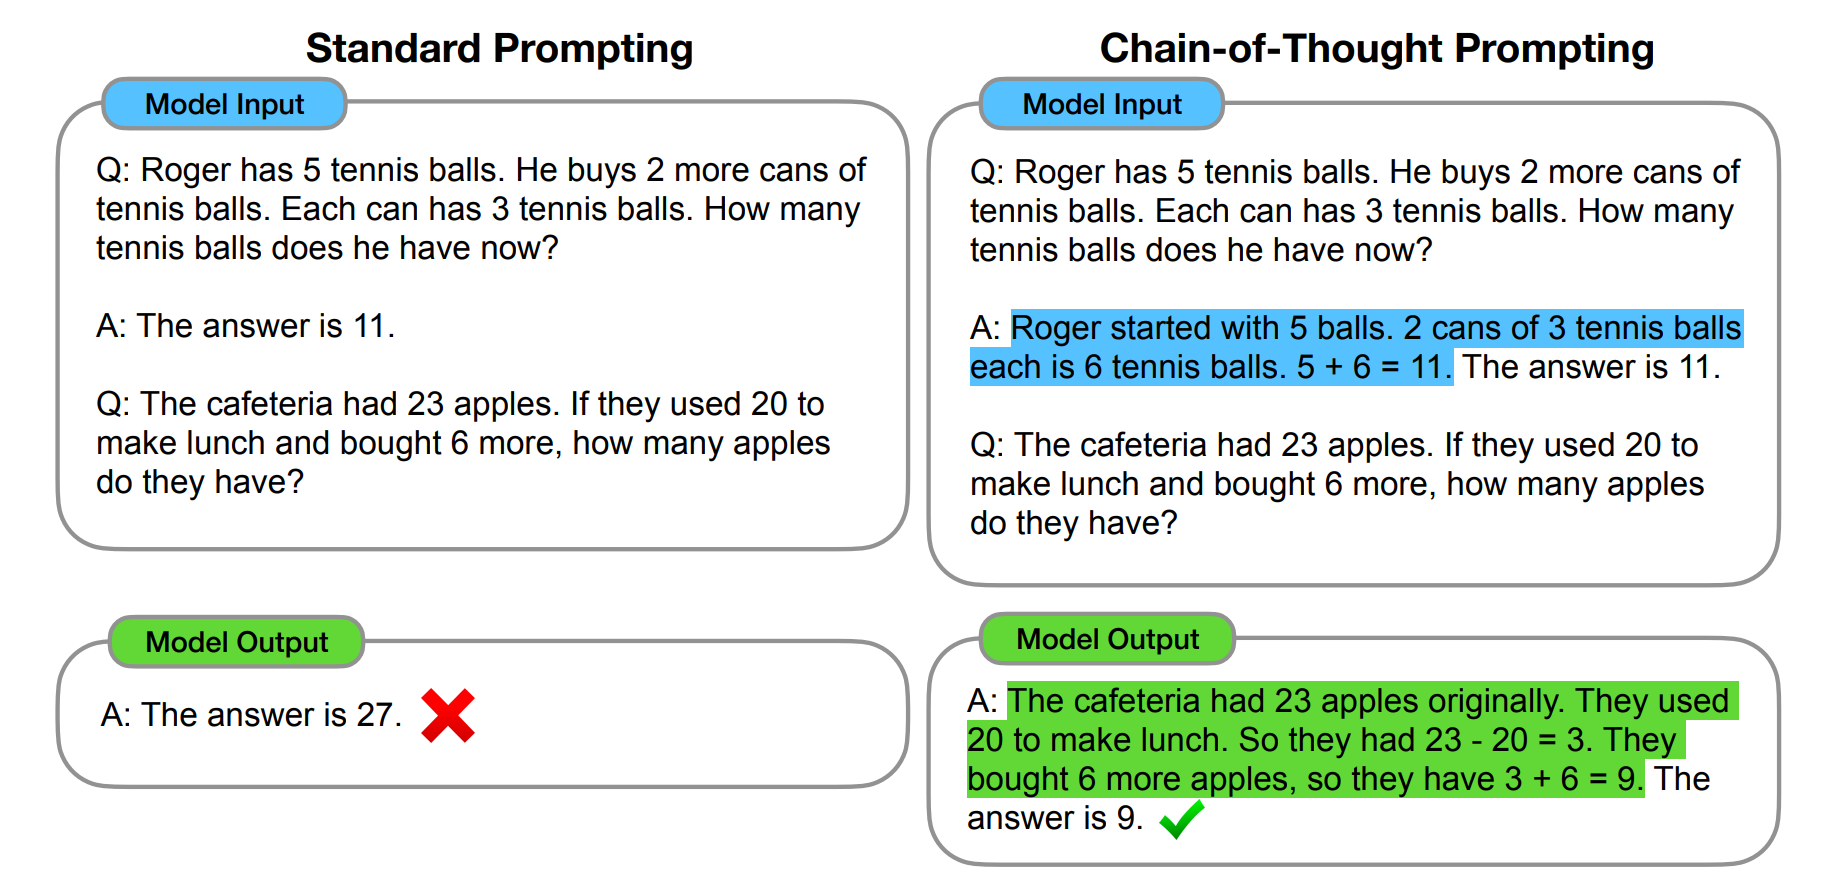 Standard Prompting
Model Input
Q: Roger has 5 tennis balls. He buys 2 more cans of
tennis balls. Each can has 3 tennis balls. How many
tennis balls does he have now?
A: The answer is 11.
Q: The cafeteria had 23 apples. If they used 20 to
make lunch and bought 6 more, how many apples
do they have?
Model Output
A: The answer is 27.
Chain-of-Thought Prompting
Model Input
Q: Roger has 5 tennis balls. He buys 2 more cans of
tennis balls. Each can has 3 tennis balls. How many
tennis balls does he have now?
A: Roger started with 5 balls. 2 cans of 3 tennis balls
each is 6 tennis balls. 5 + 6 = 11. The answer is 11.
Q: The cafeteria had 23 apples. If they used 20 to
make lunch and bought 6 more, how many apples
do they have?
Model Output
A: The cafeteria had 23 apples originally. They used
20 to make lunch. So they had 23 - 20 = 3. They
bought 6 more apples, so they have 3 + 6 = 9. The
answer is 9.